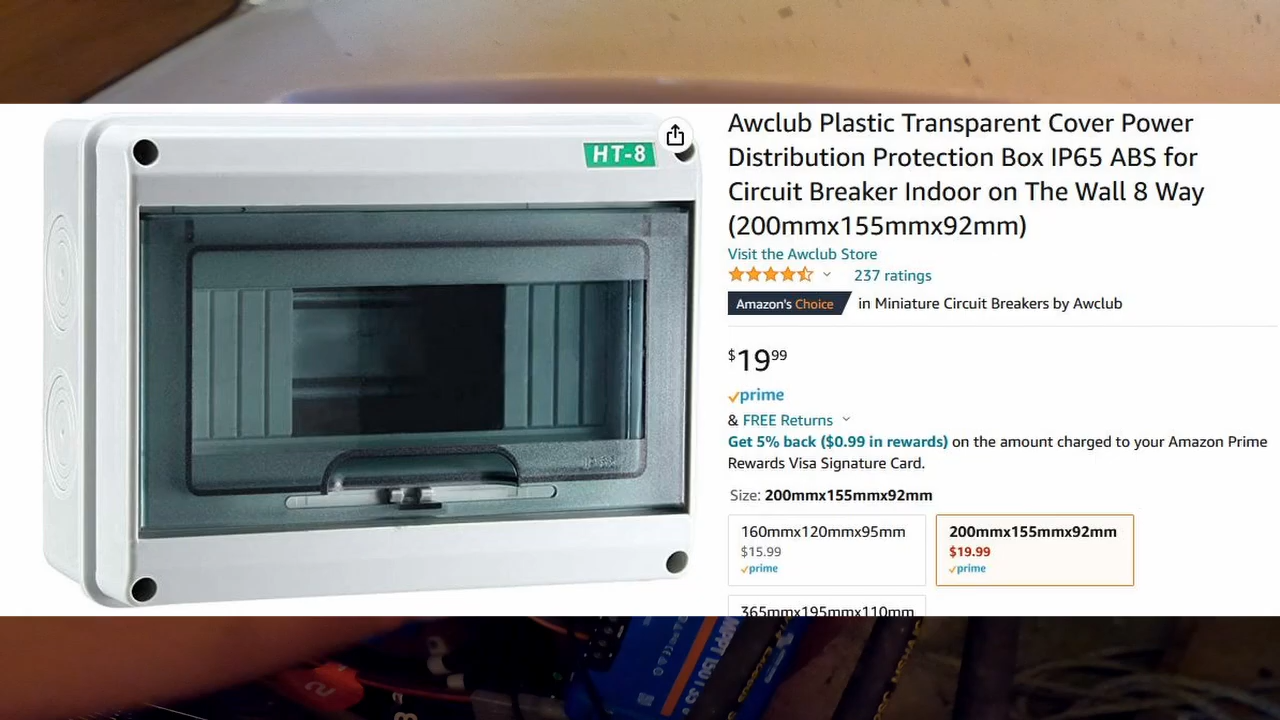 HT-8
Awclub Plastic Transparent Cover Power
Distribution Protection Box IP65 ABS for
Circuit Breaker Indoor on The Wall 8 Way
(200mmx155mmx92mm)
Visit the Awclub Store
237 ratings
Amazon's Choice in Miniature Circuit Breakers by Awclub
$19 99
prime
& FREE Returns
Get 5% back ($0.99 in rewards) on the amount charged to your Amazon Prime
Rewards Visa Signature Card.
Size: 200mmx155mmx92mm
160mmx120mmx95mm
$15.99
prime
200mmx155mmx92mm
$19.99
prime
365mmx195mmx110mm
MPPT 150
2